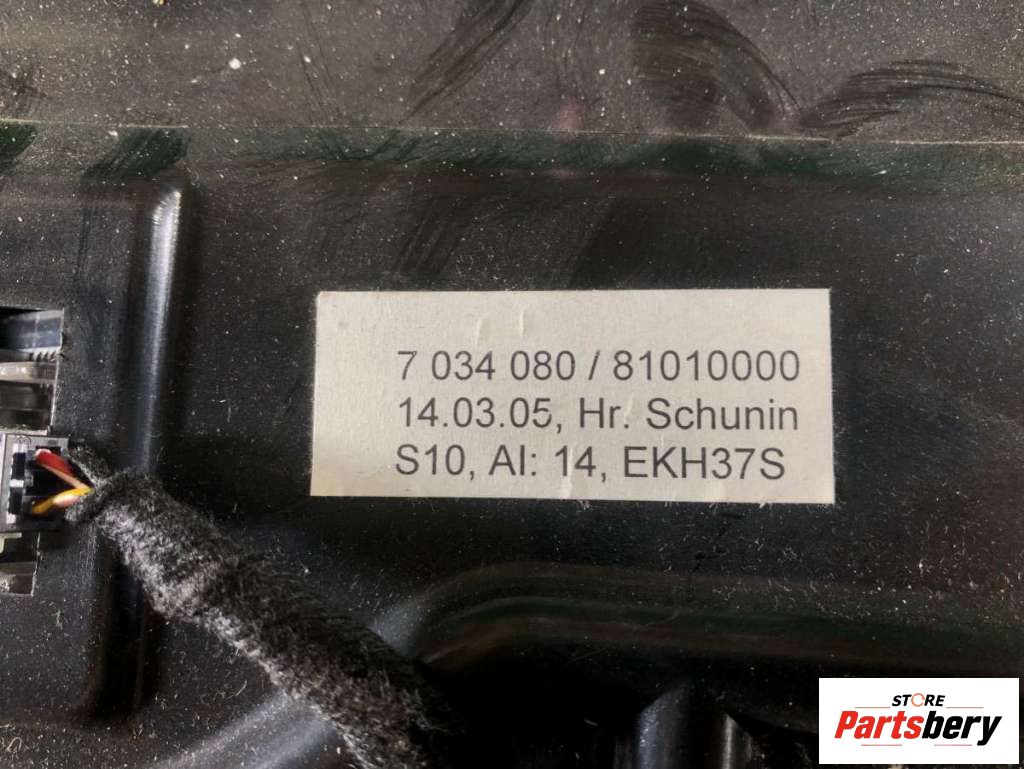 7 034 080 / 81010000
14.03.05, Hr. Schunin
S10, AI: 14, EKH37S
STORE
Partsbery